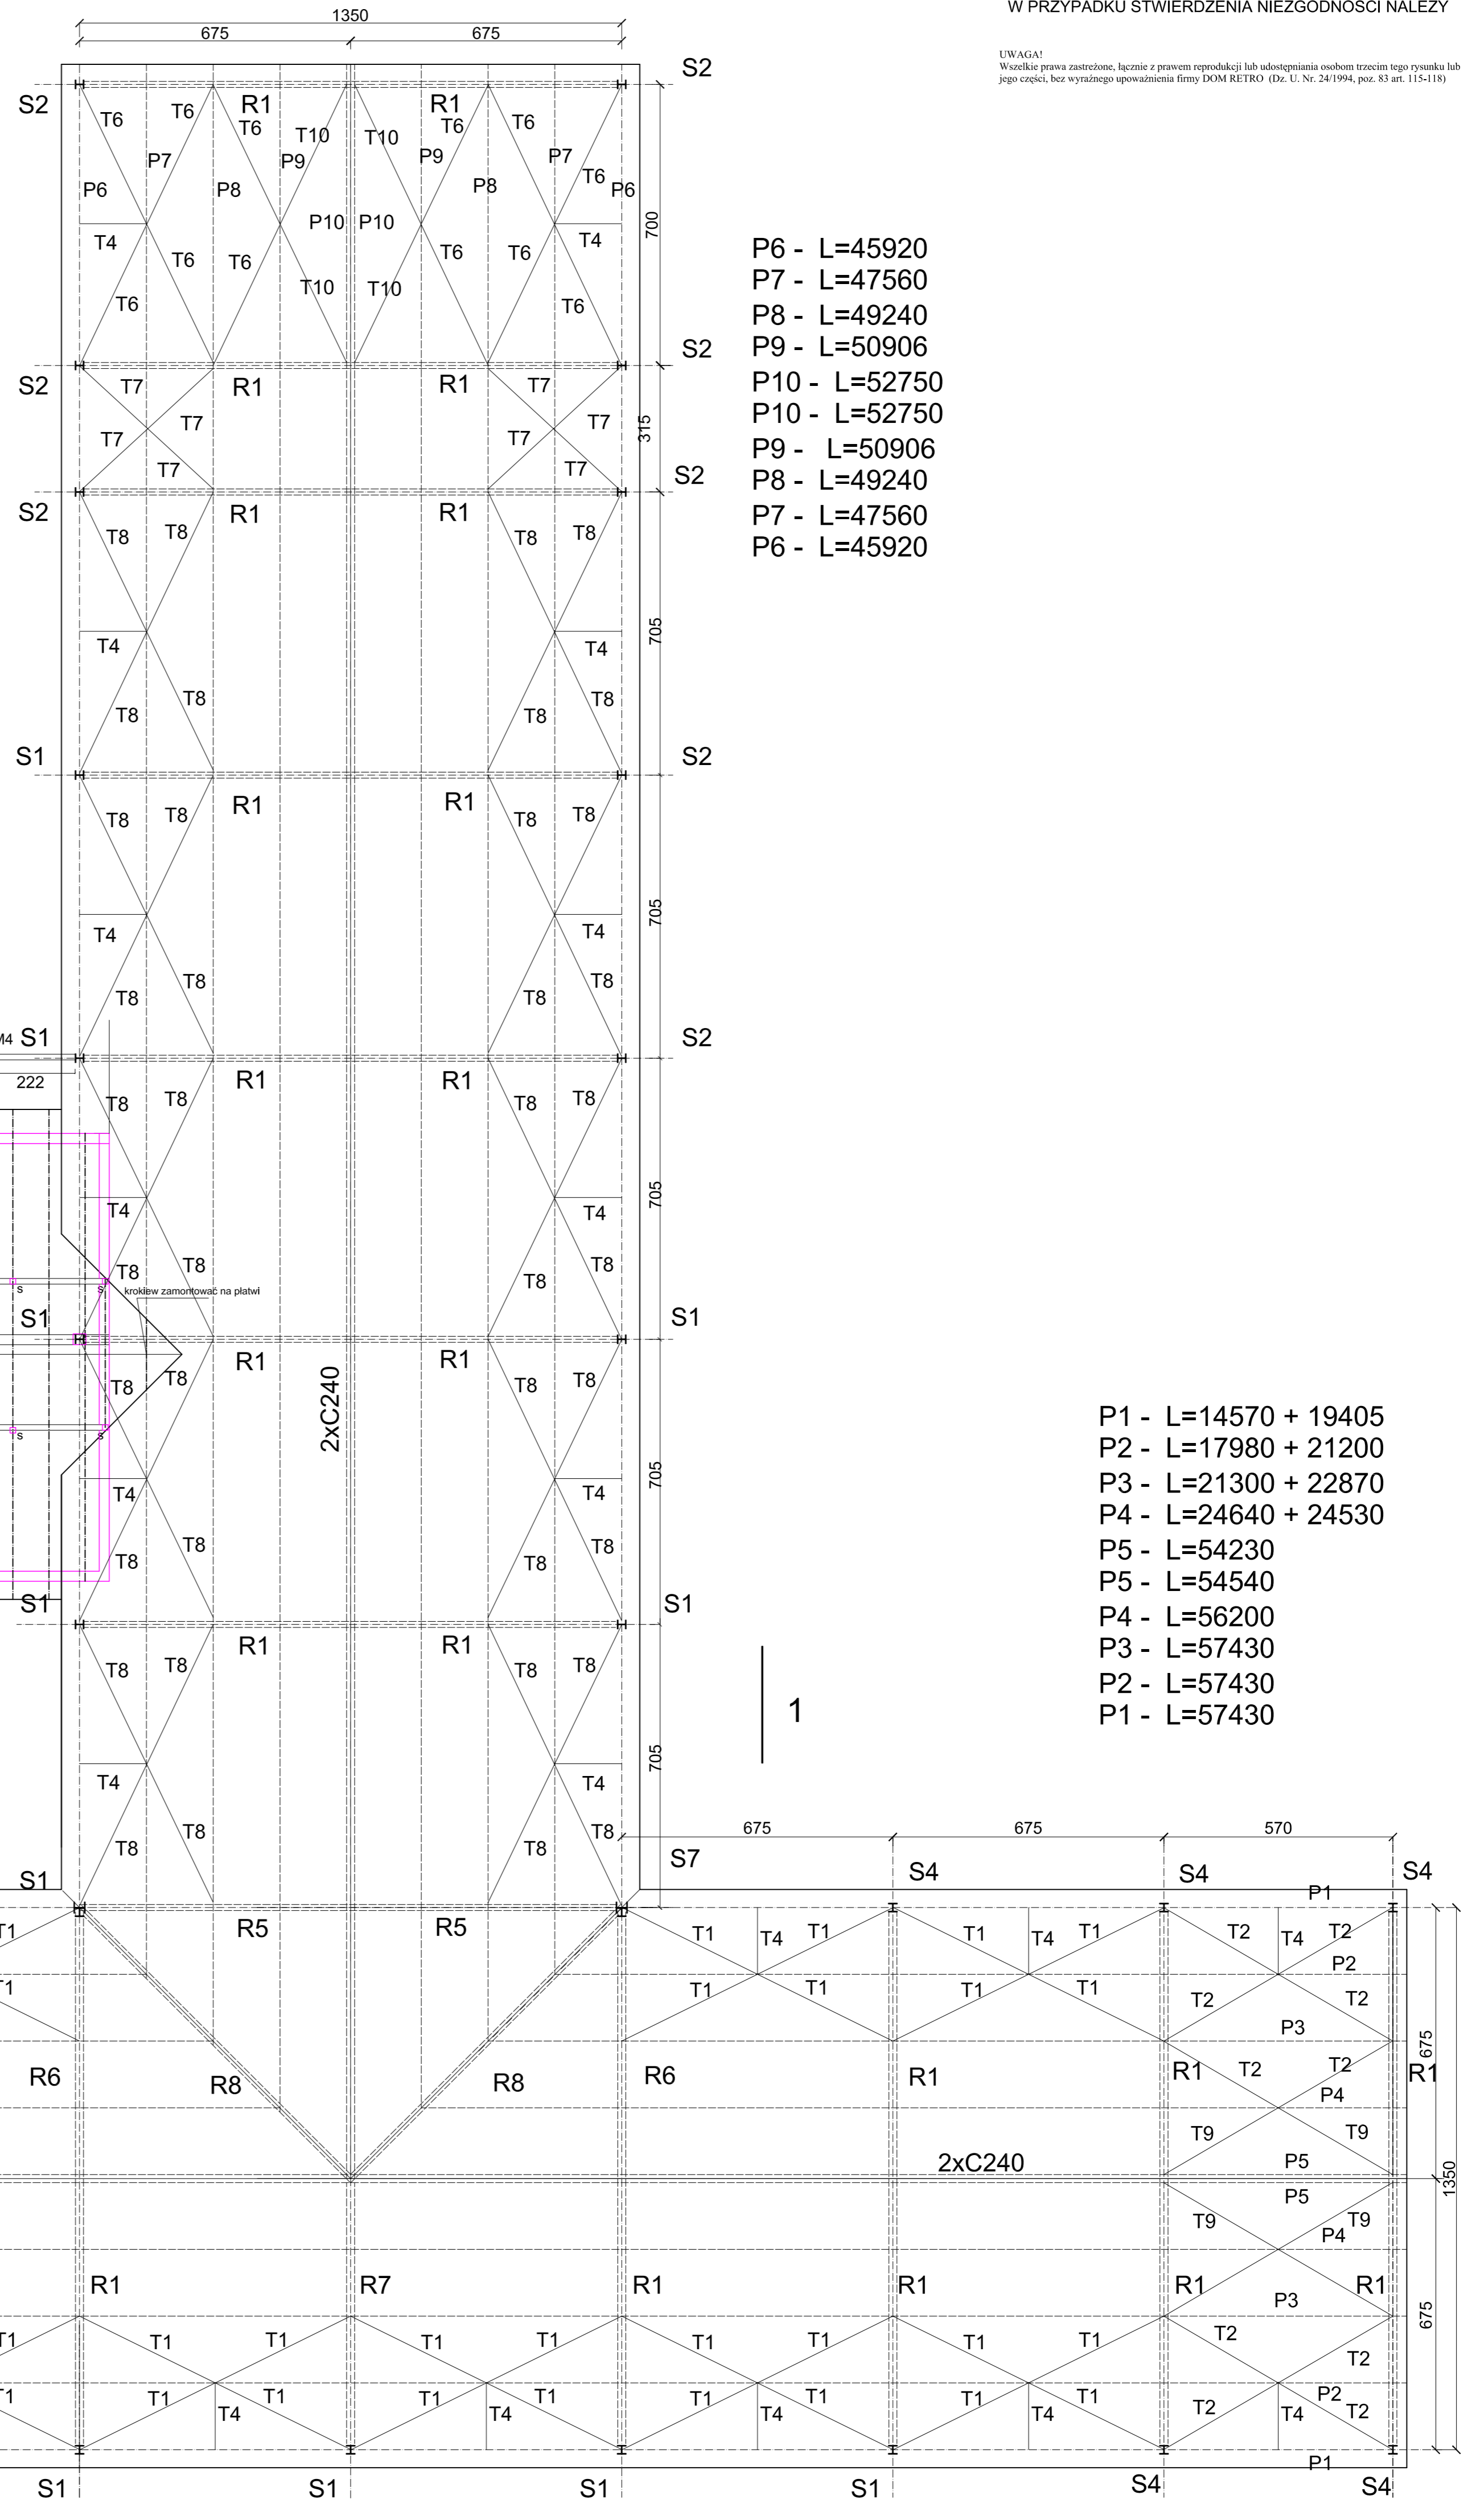 W PRZYPADKU STWIERDZENIA NIEZGODNOŚCI NALEŻY
UWAGA!
Wszelkie prawa zastrzeżone, łącznie z prawem reprodukcji lub udostępniania osobom trzecim tego rysunku lub
jego części, bez wyraźnego upoważnienia firmy DOM RETRO (Dz. U. Nr. 24/1994, poz. 83 art. 115-118)
1350
675 675
S2
S2 R1 R1
T6 T6 T6 T10 T10 T6 T6
P7 P9 P9 P7 T6
P6 P8 P8 P6
P10 P10 700
T4 T6 T6 T6 T6 T4
T6 T10 T10 T6
P6 - L=45920
P7 - L=47560
P8 - L=49240
P9 - L=50906
P10 - L=52750
P10 - L=52750
P9 - L=50906
P8 - L=49240
P7 - L=47560
P6 - L=45920
S2
S2 T7 R1 R1 T7
T7 T7 T7 T7 315
T7 T7
S2
S2 R1 R1
T8 T8 T8 T8
T4 T4 705
T8 T8 T8 T8
S1 S2
R1 R1
T8 T8 T8 T8
T4 T4 705
T8 T8 T8 T8
M4 S1 S2
222 R1 R1
T8 T8 T8 T8
T4 T4 705
T8 T8 T8 T8
s s krokiew zamontować na płatwi
S1 S1
R1 R1
T8 T8 T8 T8
2xC240
s s
T4 T4 705
T8 T8 T8 T8
P1 - L=14570 + 19405
P2 - L=17980 + 21200
P3 - L=21300 + 22870
P4 - L=24640 + 24530
P5 - L=54230
P5 - L=54540
P4 - L=56200
P3 - L=57430
P2 - L=57430
P1 - L=57430
S1 S1
R1 R1
T8 T8 T8 T8
1
T4 T4 705
T8 T8 T8 T8
675 675 570
S1 S7 S4 S4 S4
P1
T1 R5 R5 T1 T4 T1 T1 T4 T1 T2 T4 T2
P2
T1 T1 T1 T1 T1 T2 T2
P3 675
R6 R8 R8 R6 R1 R1 T2 T2 R1
P4
T9 T9
2xC240 P5
1350
P5
T9 T9
P4
R1 R7 R1 R1 R1 R1
P3 675
T1 T1 T1 T1 T1 T1 T1 T1 T1 T2
T2
T1 T1 T1 T1 T1 T1 T1 T1 T1 P2
T4 T4 T4 T4 T2 T4 T2
P1
S1 S1 S1 S1 S4 S4